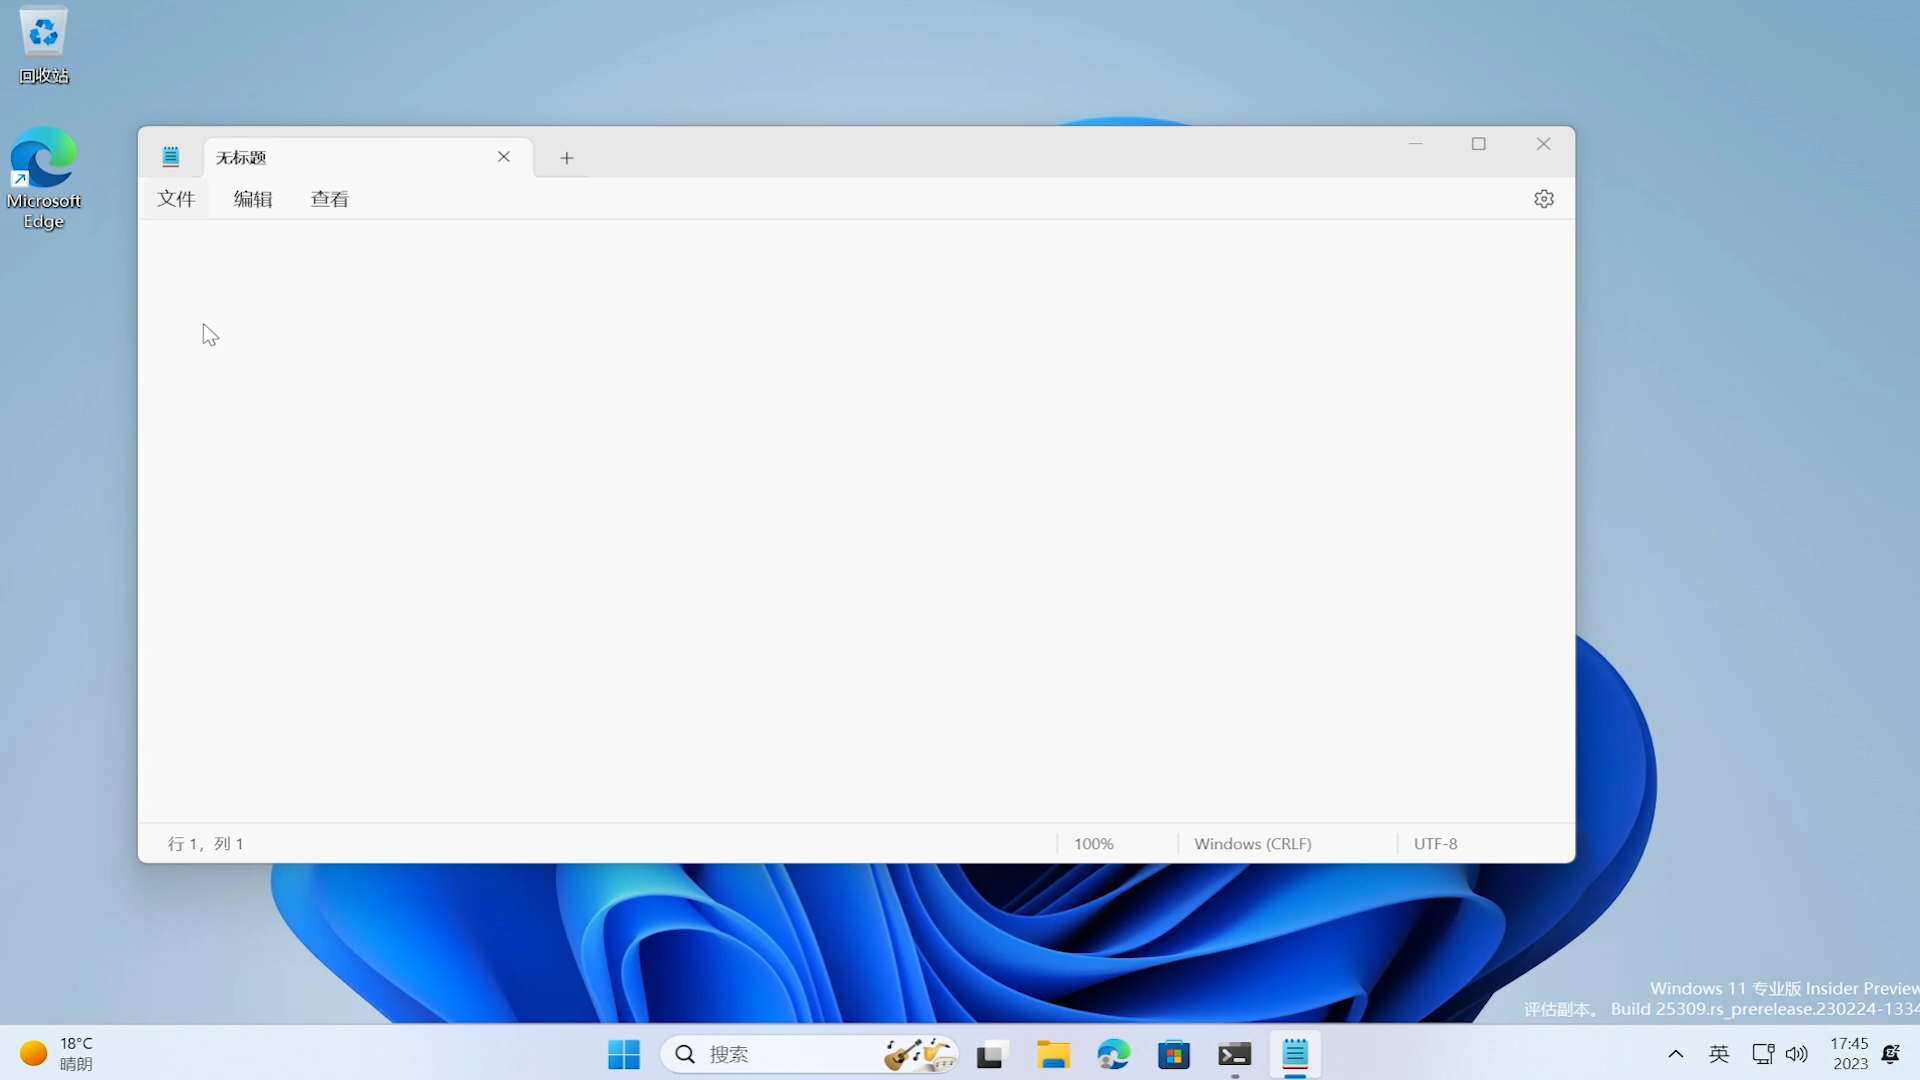 回收站
Microsoft
Edge
无标题
文件 编辑 查看
行 1，列 1
100%
Windows (CRLF)
UTF-8
Windows 11 专业版 Insider Preview
评估副本。 Build 25309.rs_prerelease.230224-1334
18°C
晴朗
搜索
英
17:45
2023